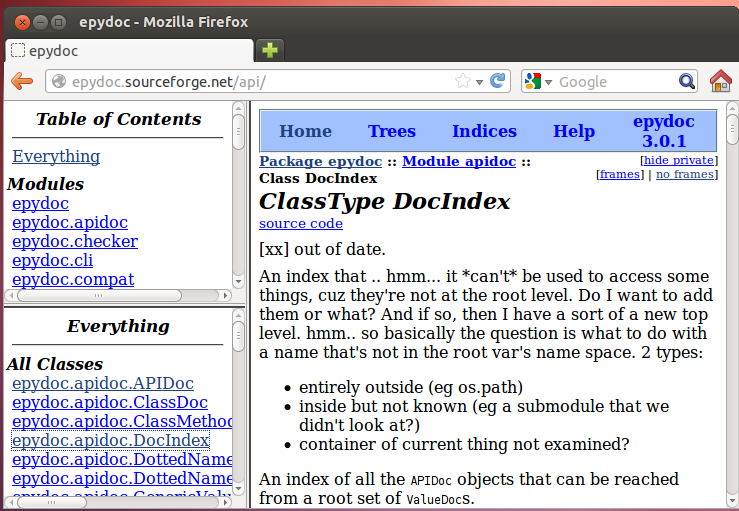 epydoc - Mozilla Firefox
epydoc
epydoc.sourceforge.net/api/
Google
Table of Contents
Everything
Modules
epydoc
epydoc.apidoc
epydoc.checker
epydoc.cli
epydoc.compat
Everything
All Classes
epydoc.apidoc.APIDoc
epydoc.apidoc.ClassDoc
epydoc.apidoc.ClassMethod
epydoc.apidoc.DocIndex
epydoc.apidoc.DottedName
epydoc.apidoc.DottedName
Home Trees Indices Help epydoc
3.0.1
Package epydoc :: Module apidoc ::
Class DocIndex
[hide private]
[frames] | no frames]
ClassType DocIndex
source code
[xx] out of date.
An index that .. hmm... it *can't* be used to access some
things, cuz they're not at the root level. Do I want to add
them or what? And if so, then I have a sort of a new top
level. hmm.. so basically the question is what to do with
a name that's not in the root var's name space. 2 types:
• entirely outside (eg os.path)
• inside but not known (eg a submodule that we
didn't look at?)
• container of current thing not examined?
An index of all the APIDoc objects that can be reached
from a root set of ValueDocs.